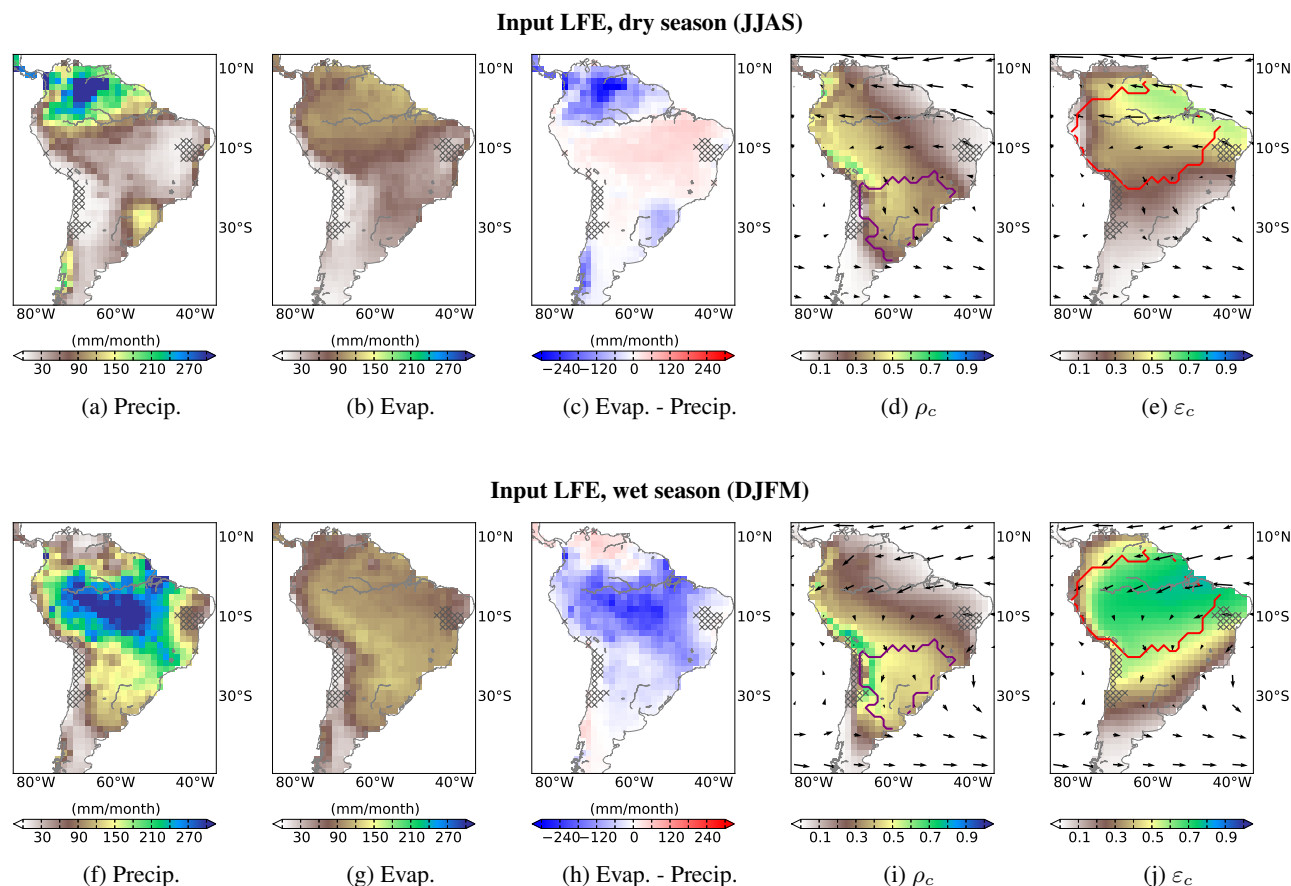 Input LFE, dry season (JJAS)
10°N 10°N 10°N 10°N 10°N
10°S 10°S 10°S 10°S 10°S
30°S 30°S 30°S 30°S 30°S
80°W 60°W 40°W 80°W 60°W 40°W 80°W 60°W 40°W 80°W 60°W 40°W 80°W 60°W 40°W
(mm/month) (mm/month) (mm/month)
30 90 150 210 270 30 90 150 210 270 −240 −120 0 120 240 0.1 0.3 0.5 0.7 0.9 0.1 0.3 0.5 0.7 0.9
(a) Precip. (b) Evap. (c) Evap. - Precip. (d) ρc (e) εc
Input LFE, wet season (DJFM)
10°N 10°N 10°N 10°N 10°N
10°S 10°S 10°S 10°S 10°S
30°S 30°S 30°S 30°S 30°S
80°W 60°W 40°W 80°W 60°W 40°W 80°W 60°W 40°W 80°W 60°W 40°W 80°W 60°W 40°W
(mm/month) (mm/month) (mm/month)
30 90 150 210 270 30 90 150 210 270 −240 −120 0 120 240 0.1 0.3 0.5 0.7 0.9 0.1 0.3 0.5 0.7 0.9
(f) Precip. (g) Evap. (h) Evap. - Precip. (i) ρc (j) εc